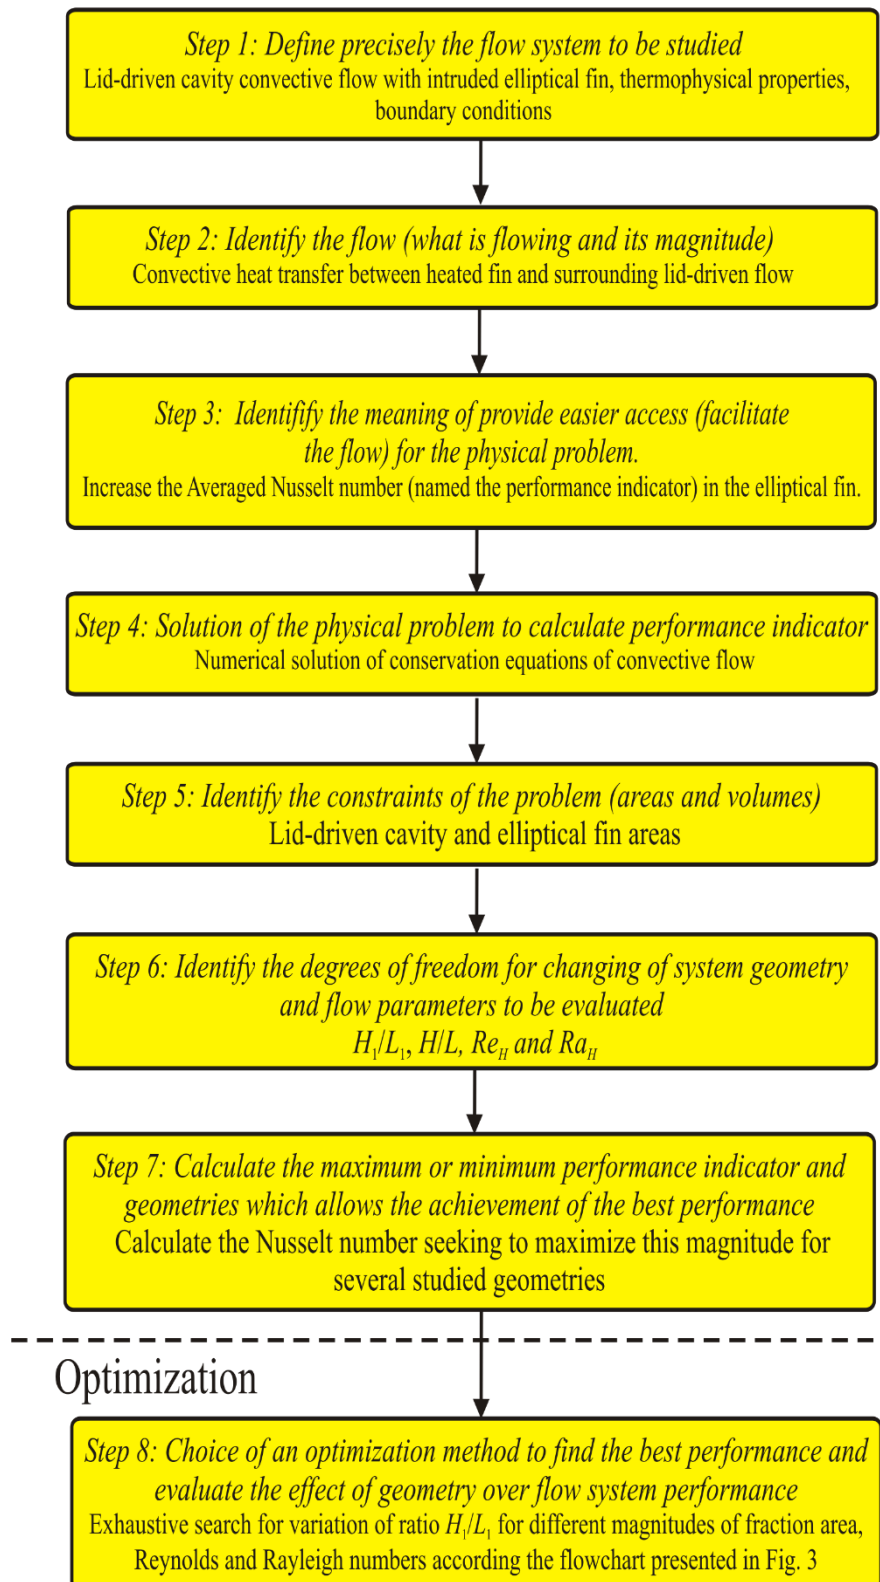 Step 1: Define precisely the flow system to be studied
Lid-driven cavity convective flow with intruded elliptical fin, thermophysical properties,
boundary conditions
Step 2: Identify the flow (what is flowing and its magnitude)
Convective heat transfer between heated fin and surrounding lid-driven flow
Step 3: Identifify the meaning of provide easier access (facilitate
the flow) for the physical problem.
Increase the Averaged Nusselt number (named the performance indicator) in the elliptical fin.
Step 4: Solution of the physical problem to calculate performance indicator
Numerical solution of conservation equations of convective flow
Step 5: Identify the constraints of the problem (areas and volumes)
Lid-driven cavity and elliptical fin areas
Step 6: Identify the degrees of freedom for changing of system geometry
and flow parameters to be evaluated
H₁/L₁, H/L, Re_H and Ra_H
Step 7: Calculate the maximum or minimum performance indicator and
geometries which allows the achievement of the best performance
Calculate the Nusselt number seeking to maximize this magnitude for
several studied geometries
Optimization
Step 8: Choice of an optimization method to find the best performance and
evaluate the effect of geometry over flow system performance
Exhaustive search for variation of ratio H₁/L₁ for different magnitudes of fraction area,
Reynolds and Rayleigh numbers according the flowchart presented in Fig. 3